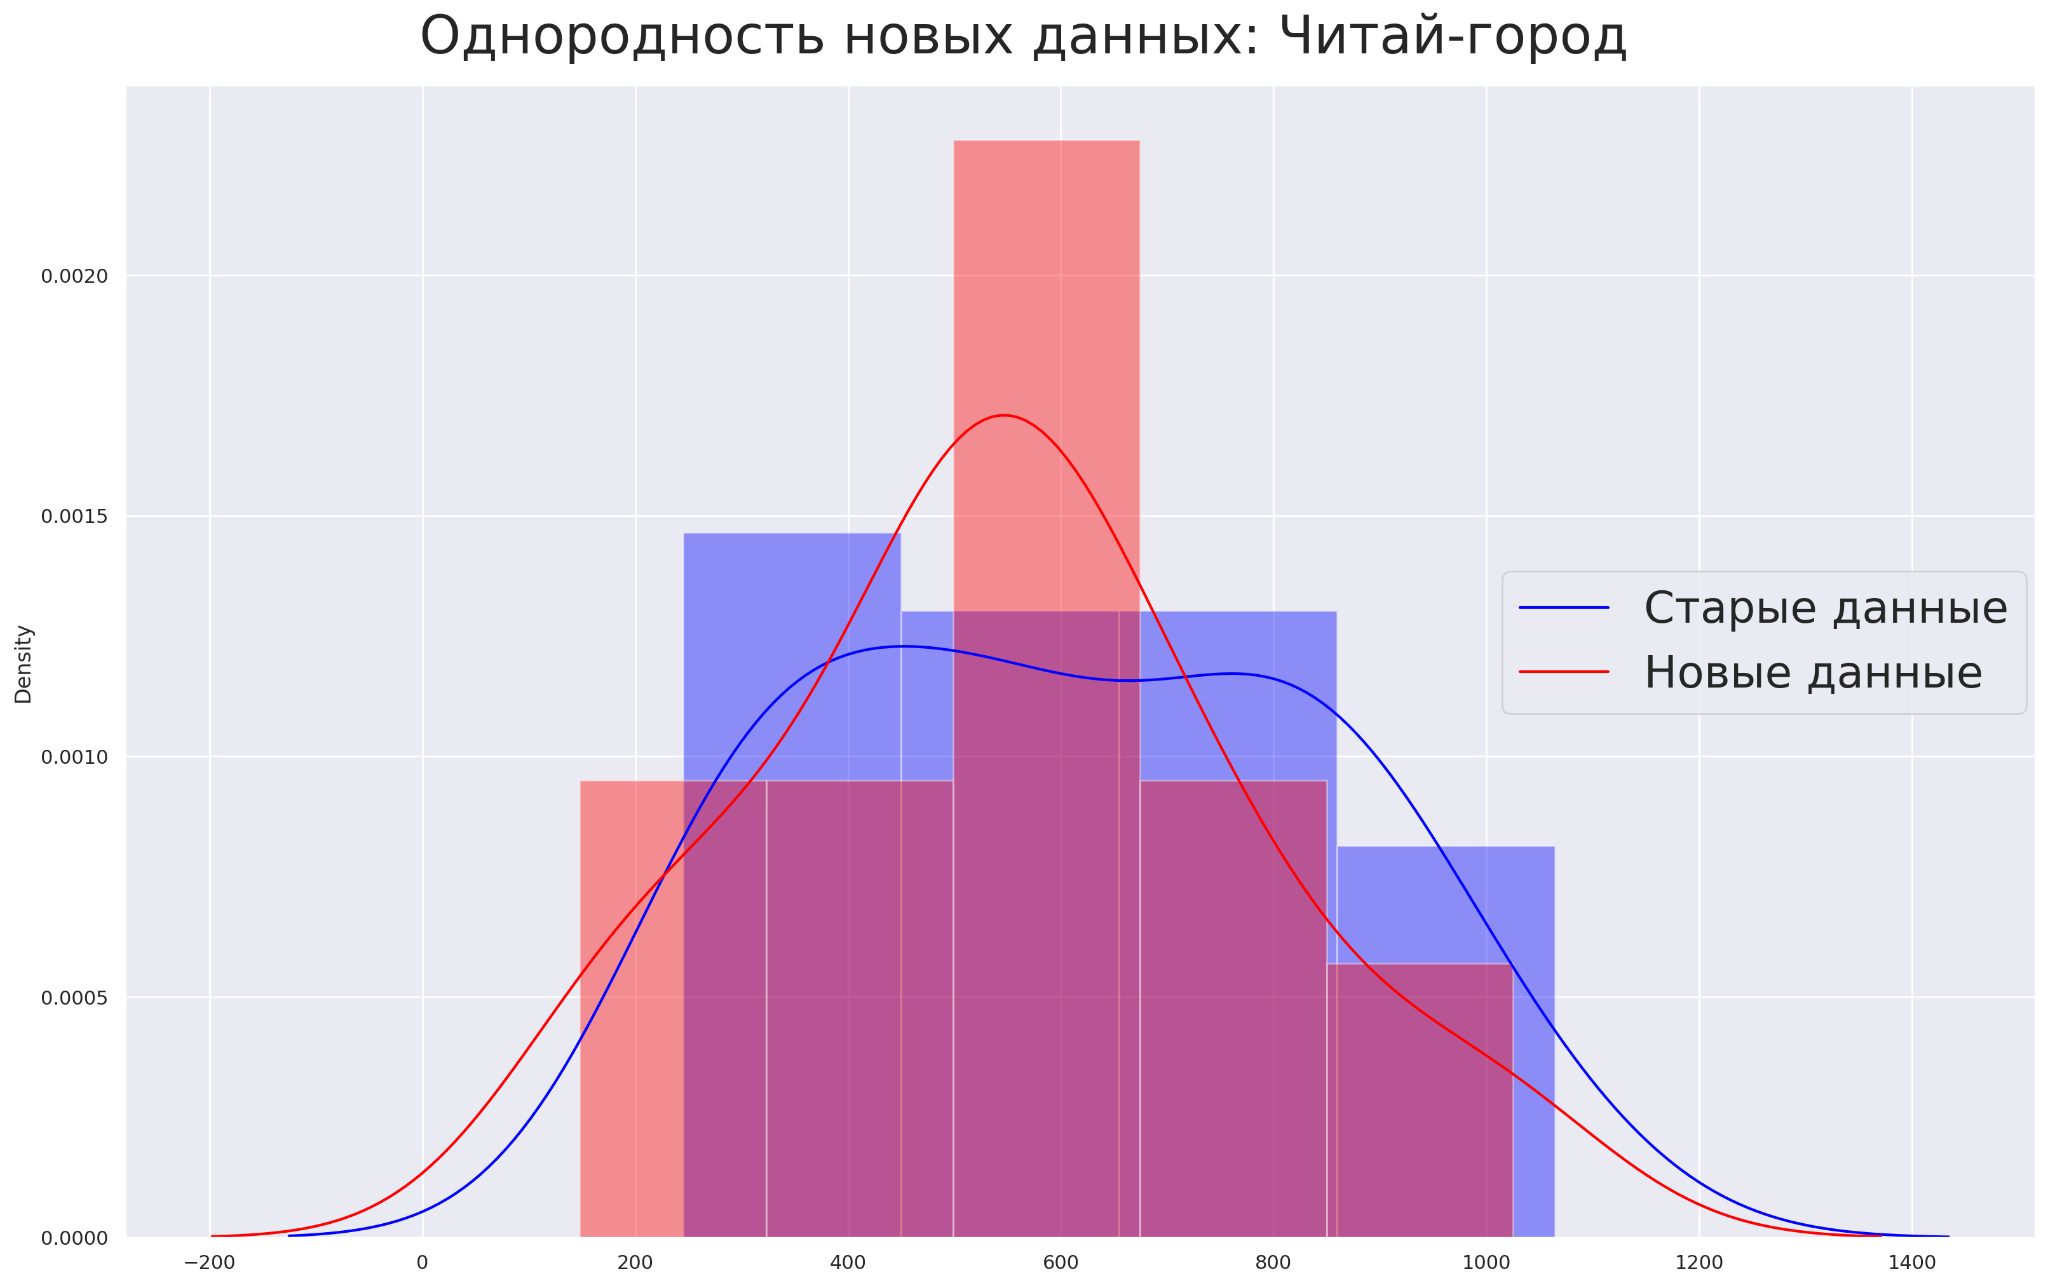 Однородность новых данных: Читай-город
Density
0.0020
0.0015
0.0010
0.0005
0.0000
Старые данные
Новые данные
−200 0 200 400 600 800 1000 1200 1400